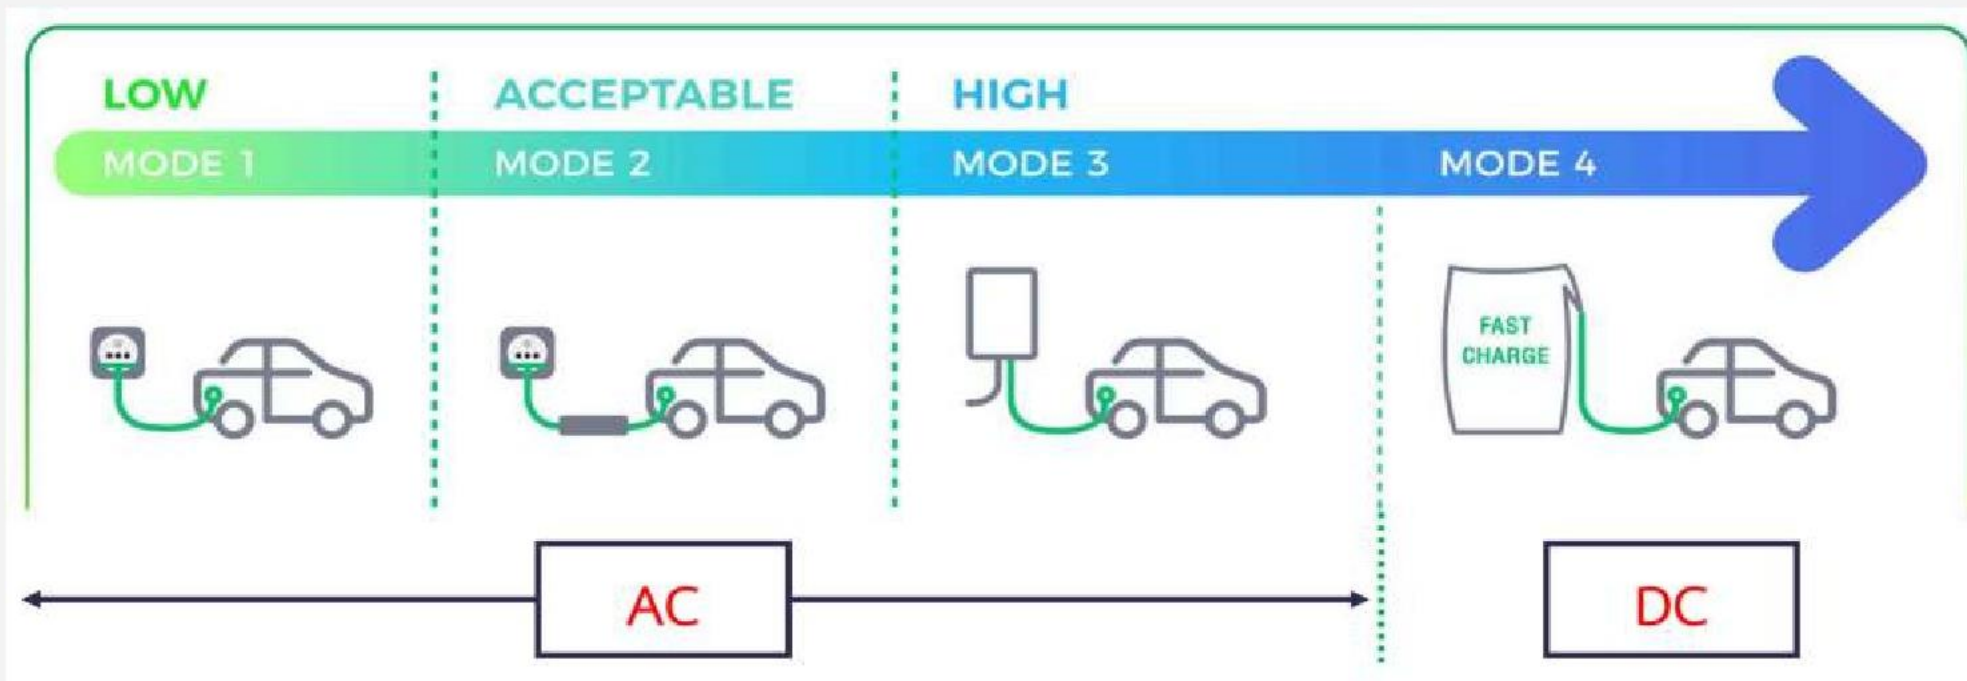 LOW ACCEPTABLE HIGH
MODE 1 MODE 2 MODE 3 MODE 4
FAST
CHARGE
AC DC